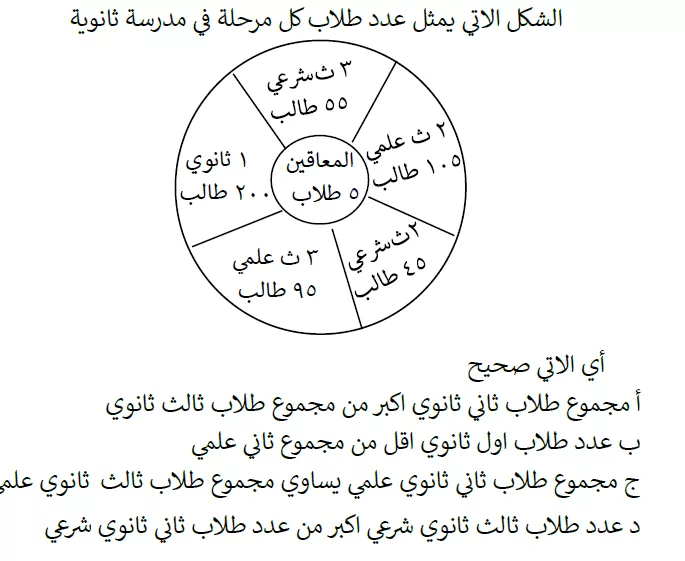 الشكل الاتي يمثل عدد طلاب كل مرحلة في مدرسة ثانوية
٣ ث شرعي
٥٥ طالب
٢ ث علمي
١٠٥ طالب
١ ثانوي
٢٠٠ طالب
المعاقين
٥ طلاب
٢ ث شرعي
٤٥ طالب
٣ ث علمي
٩٥ طالب
أي الاتي صحيح
أ مجموع طلاب ثاني ثانوي اكبر من مجموع طلاب ثالث ثانوي
ب عدد طلاب اول ثانوي اقل من مجموع ثاني علمي
ج مجموع طلاب ثاني ثانوي علمي يساوي مجموع طلاب ثالث ثانوي علمي
د عدد طلاب ثالث ثانوي شرعي اكبر من عدد طلاب ثاني ثانوي شرعي